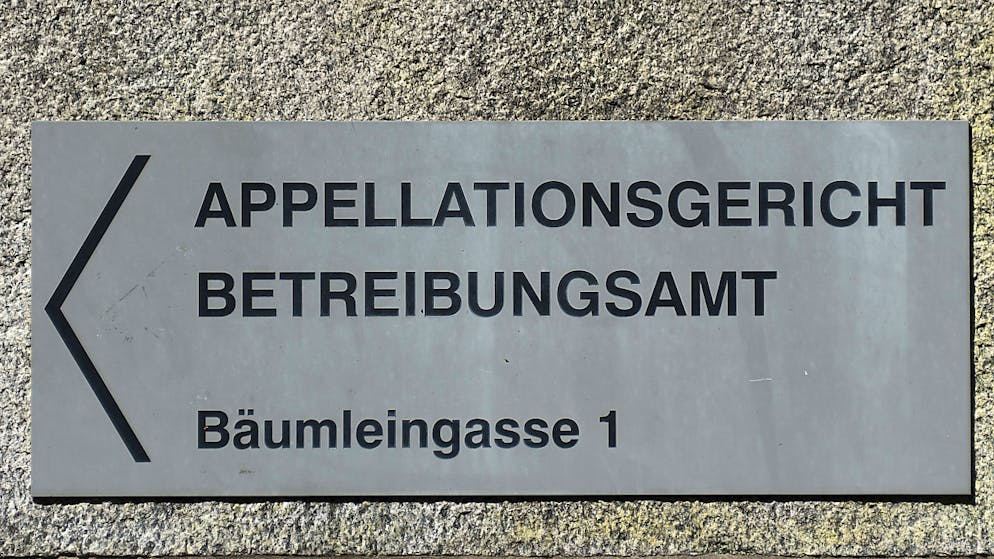 APPELLATIONSGERICHT
BETREIBUNGSAMT
Bäumleingasse 1